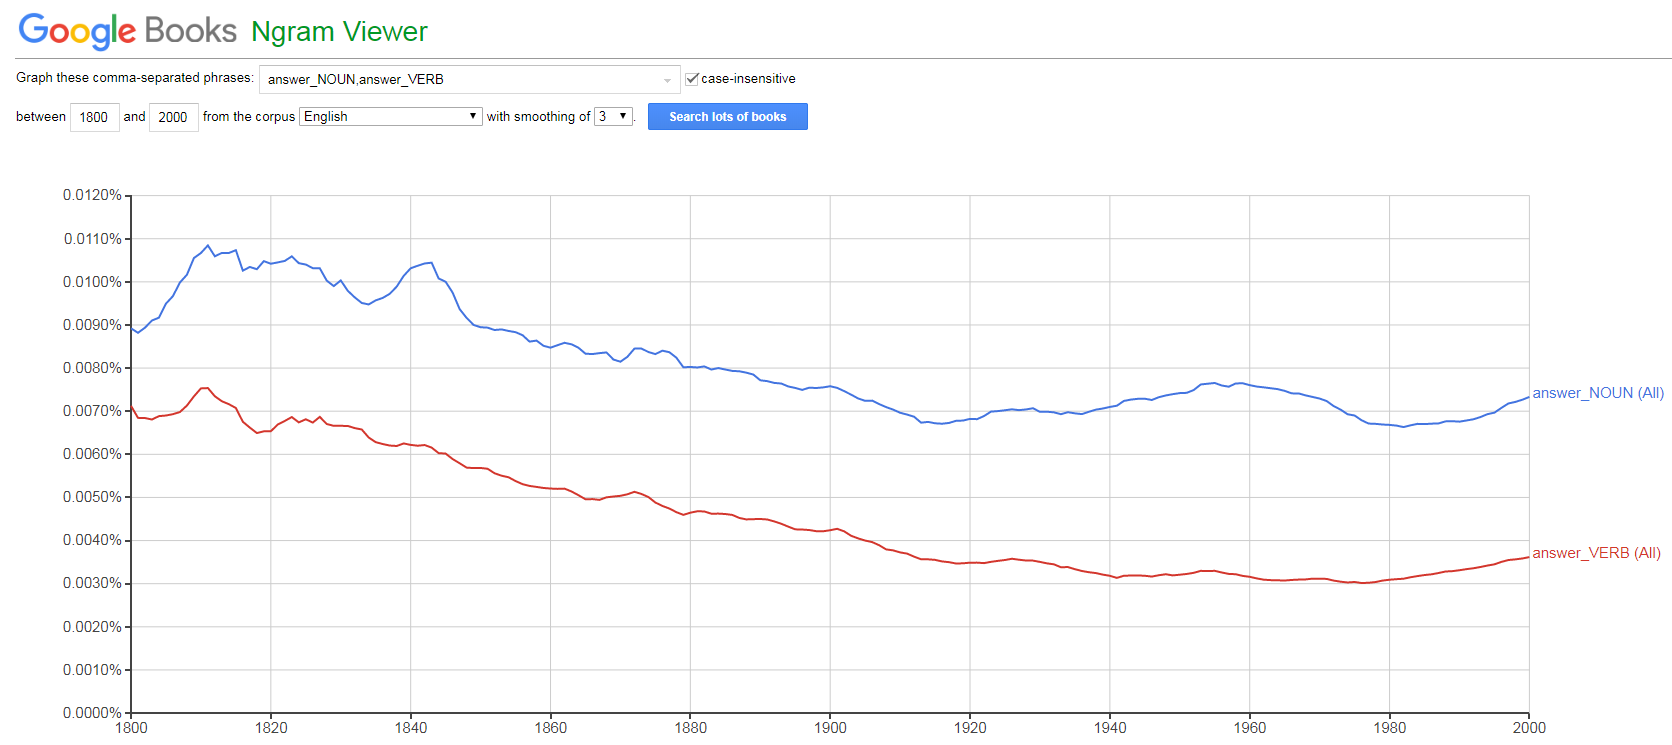 Google Books Ngram Viewer
Graph these comma-separated phrases: answer_NOUN,answer_VERB case-insensitive
between 1800 and 2000 from the corpus English with smoothing of 3 . Search lots of books
0.0120%
0.0110%
0.0100%
0.0090%
0.0080%
answer_NOUN (All)
0.0070%
0.0060%
0.0050%
0.0040%
answer_VERB (All)
0.0030%
0.0020%
0.0010%
0.0000%
1800 1820 1840 1860 1880 1900 1920 1940 1960 1980 2000